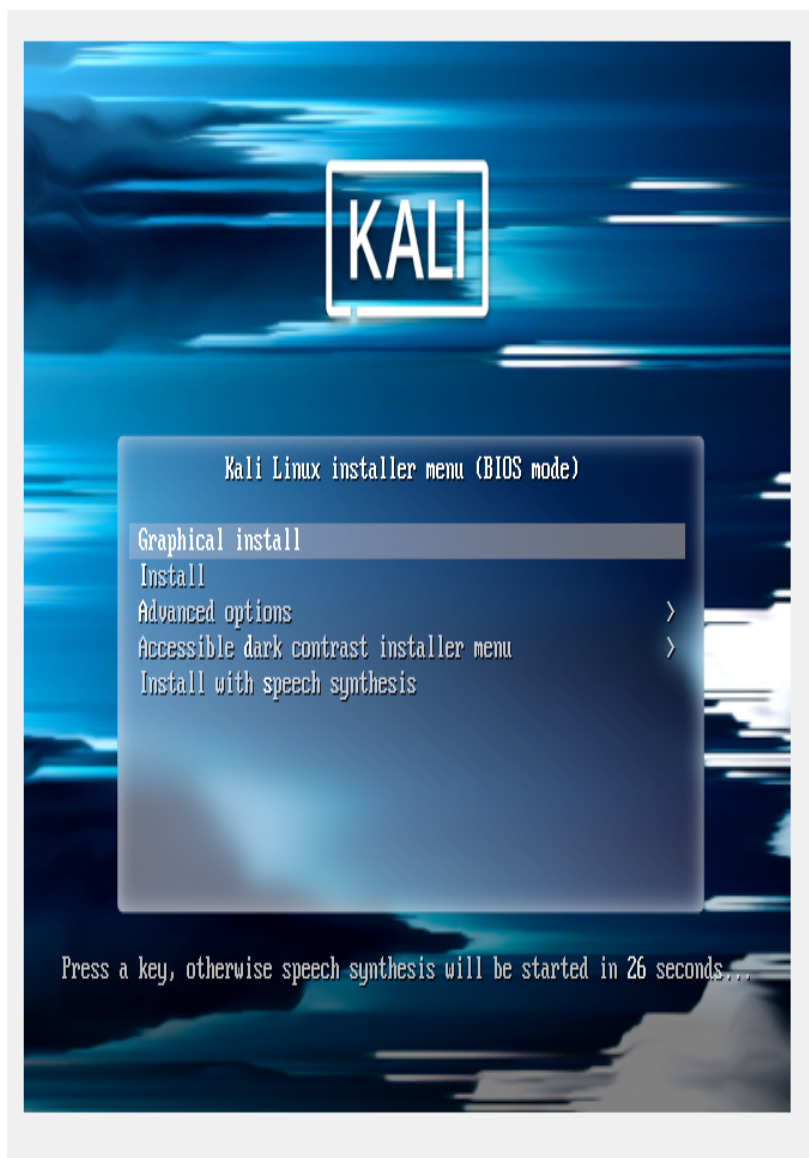 KALI
Kali Linux installer menu (BIOS mode)
Graphical install
Install
Advanced options >
Accessible dark contrast installer menu >
Install with speech synthesis
Press a key, otherwise speech synthesis will be started in 26 seconds...